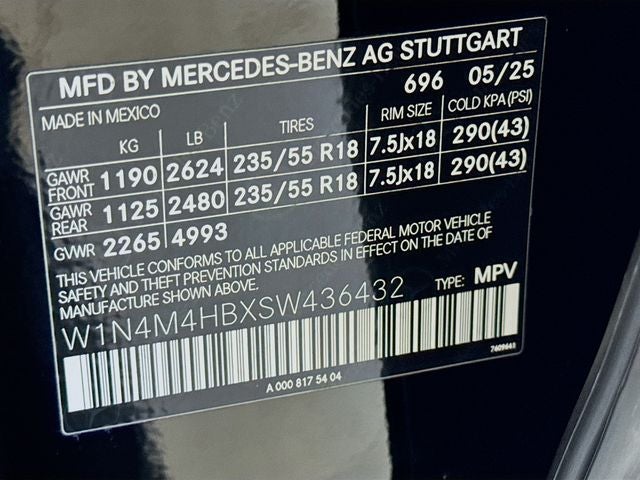 MFD BY MERCEDES-BENZ AG STUTTGART
696 05/25
MADE IN MEXICO
KG LB TIRES RIM SIZE COLD KPA(PSI)
GAWR FRONT 1190 2624 235/55 R18 7.5Jx18 290(43)
GAWR REAR 1125 2480 235/55 R18 7.5Jx18 290(43)
GVWR 2265 4993
THIS VEHICLE CONFORMS TO ALL APPLICABLE FEDERAL MOTOR VEHICLE
SAFETY AND THEFT PREVENTION STANDARDS IN EFFECT ON THE DATE OF
MANUFACTURE SHOWN ABOVE.
W1N4M4HBXSW436432 TYPE: MPV
7609641
A 000 817 54 04